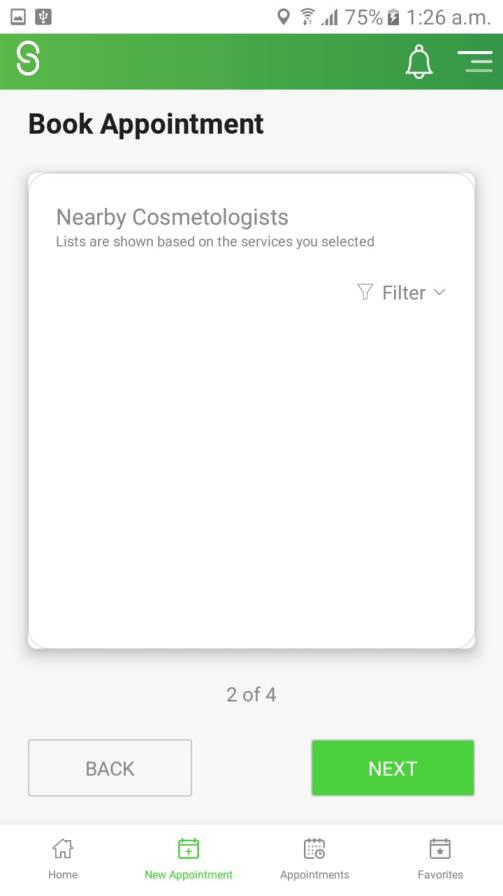 75% 1:26 a.m.
Book Appointment
Nearby Cosmetologists
Lists are shown based on the services you selected
Filter
2 of 4
BACK NEXT
Home New Appointment Appointments Favorites